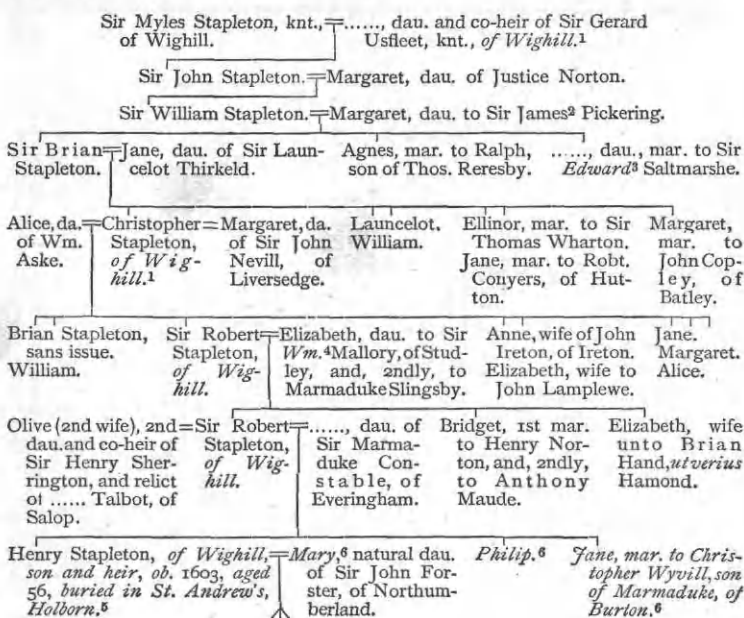 Sir Myles Stapleton, knt., ......, dau. and co-heir of Sir Gerard
of Wighill. Usfleet, knt., of Wighill.¹
Sir John Stapleton. Margaret, dau. of Justice Norton.
Sir William Stapleton. Margaret, dau. to Sir James² Pickering.
Sir Brian
Stapleton.
Jane, dau. of Sir Laun-
celot Thirkeld.
Agnes, mar. to Ralph,
son of Thos. Reresby.
......, dau., mar. to Sir
Edward³ Saltmarshe.
Alice, da.
of Wm.
Aske.
Christopher
Stapleton,
of Wig-
hill.¹
Margaret, da.
of Sir John
Nevill, of
Liversedge.
Launcelot.
William.
Ellinor, mar. to Sir
Thomas Wharton.
Jane, mar. to Robt.
Conyers, of Hut-
ton.
Margaret,
mar. to
John Cop-
ley, of
Batley.
Brian Stapleton,
sans issue.
William.
Sir Robert
Stapleton,
of Wig-
hill.
Elizabeth, dau. to Sir
Wm.⁴ Mallory, of Stud-
ley, and, 2ndly, to
Marmaduke Slingsby.
Anne, wife of John
Ireton, of Ireton.
Elizabeth, wife to
John Lamplewe.
Jane.
Margaret.
Alice.
Olive (2nd wife), 2nd
dau. and co-heir of
Sir Henry Sher-
rington, and relict
of ...... Talbot, of
Salop.
Sir Robert
Stapleton,
of Wig-
hill.
......, dau. of
Sir Marma-
duke Con-
stable, of
Everingham.
Bridget, 1st mar.
to Henry Nor-
ton, and, 2ndly,
to Anthony
Maude.
Elizabeth, wife
unto Brian
Hand, ut verius
Hamond.
Henry Stapleton, of Wighill,
son and heir, ob. 1603, aged
56, buried in St. Andrew's,
Holborn.⁵
Mary,⁶ natural dau.
of Sir John For-
ster, of Northum-
berland.
Philip.⁶
Jane, mar. to Chris-
topher Wyvill, son
of Marmaduke, of
Burton.⁶